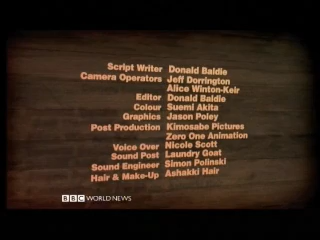 Script Writer Donald Baldie
Camera Operators Jeff Dorrington
Alice Winton-Keir
Editor Donald Baldie
Colour Suemi Akita
Graphics Jason Poley
Post Production Kimosabe Pictures
Zero One Animation
Voice Over Nicole Scott
Sound Post Laundry Goat
Sound Engineer Simon Polinski
Hair & Make-Up Ashakki Hair
BBC WORLD NEWS